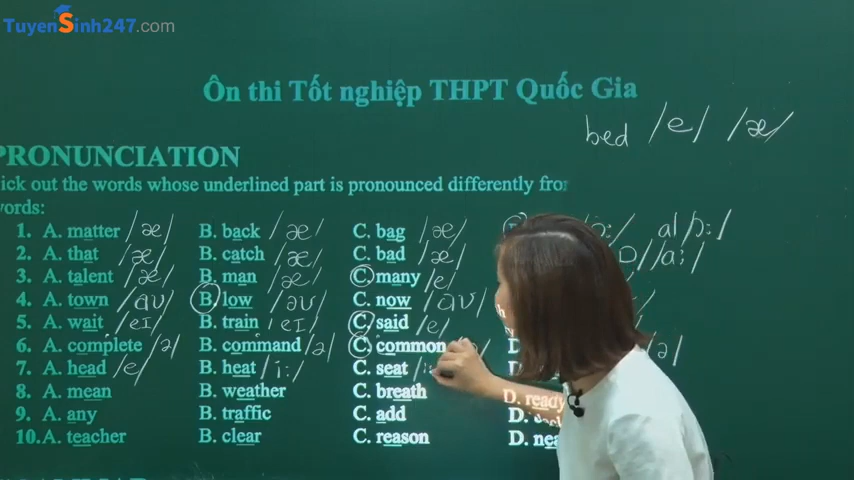 TuyenSinh247.com
Ôn thi Tốt nghiệp THPT Quốc Gia
bed /e/ /æ/
PRONUNCIATION
ick out the words whose underlined part is pronounced differently
words:
1. A. matter /æ/ B. back /æ/ C. bag /æ/ al /ɔ:/
2. A. that /æ/ B. catch /æ/ C. bad /æ/ D /a:/
3. A. talent /æ/ B. man /æ/ C. many /e/
4. A. town /aʊ/ B. low /əʊ/ C. now /aʊ/
5. A. wait /eɪ/ B. train /eɪ/ C. said /e/
6. A. complete /ə/ B. command /ə/ C. common D. /ə/
7. A. head /e/ B. heat /i:/ C. seat D.
8. A. mean B. weather C. breath D. ready
9. A. any B. traffic C. add D.
10. A. teacher B. clear C. reason D.